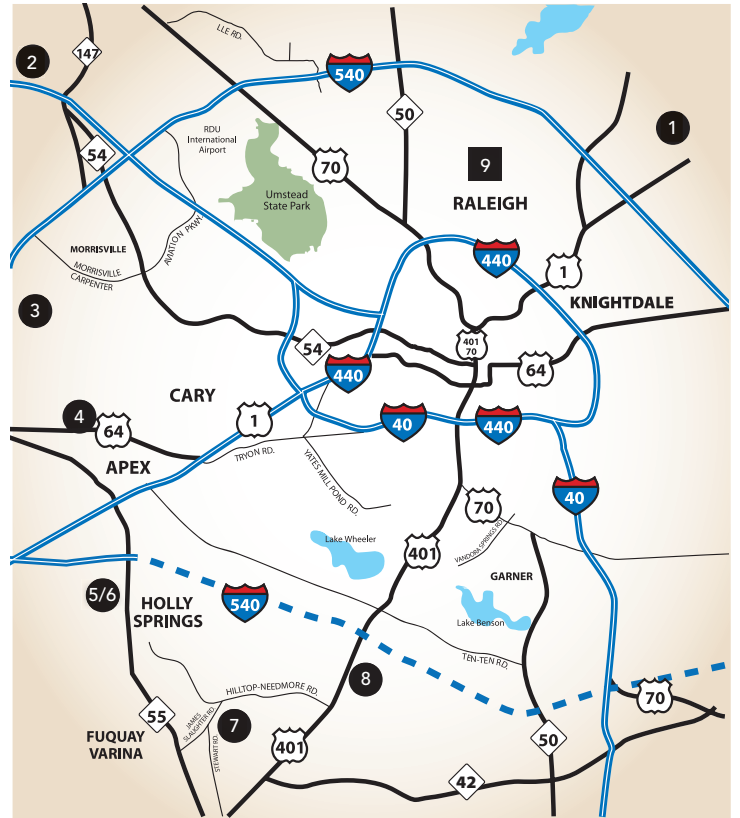 LLE RD.
147
2
540
50
1
54
RDU
International
Airport
70
9
Umstead
State Park
RALEIGH
AVIATION PKWY.
MORRISVILLE
440
MORRISVILLE
CARPENTER
1
KNIGHTDALE
3
54
401
70
440
64
CARY
4
64
1
40
440
TRYON RD.
APEX
YATES MILL POND RD.
40
70
VANDORA SPRINGS RD.
Lake Wheeler
401
GARNER
5/6
HOLLY
SPRINGS
540
Lake Benson
TEN-TEN RD.
8
HILLTOP-NEEDMORE RD.
70
55
JAMES
SLAUGHTER RD.
7
FUQUAY
VARINA
STEWART RD.
401
50
42